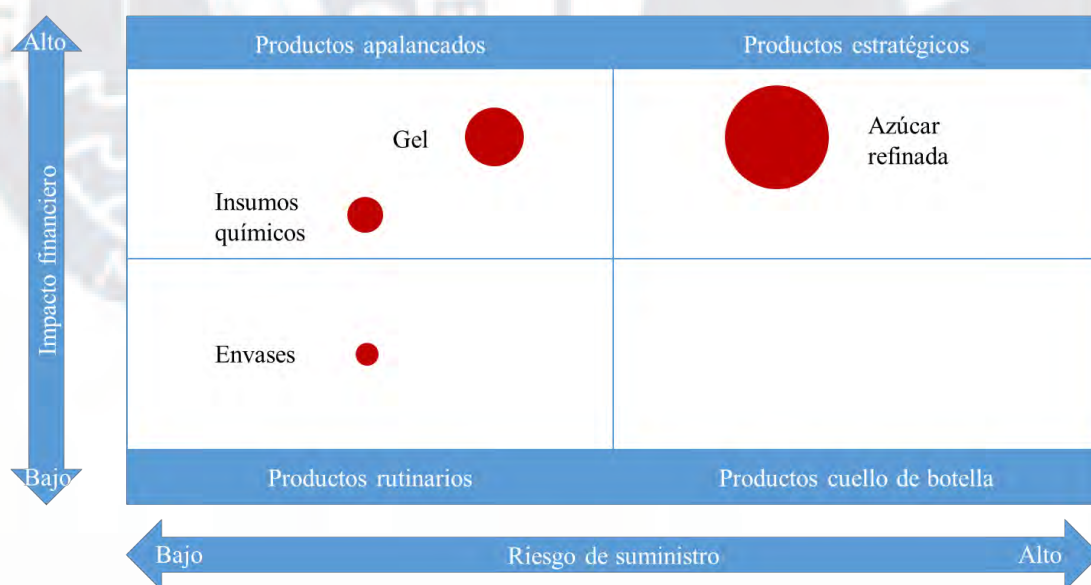 Alto
Productos apalancados
Productos estratégicos
Gel
Azúcar
refinada
Insumos
químicos
Impacto financiero
Envases
Bajo
Productos rutinarios
Productos cuello de botella
Bajo
Riesgo de suministro
Alto